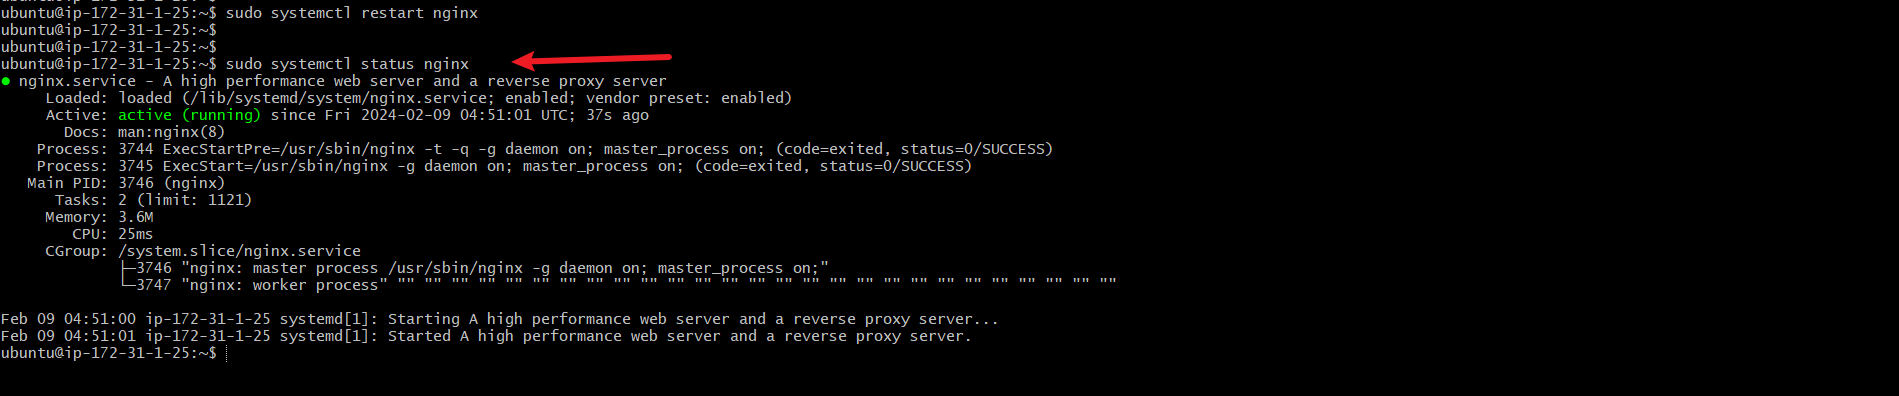 ubuntu@ip-172-31-1-25:~$ sudo systemctl restart nginx
ubuntu@ip-172-31-1-25:~$
ubuntu@ip-172-31-1-25:~$
ubuntu@ip-172-31-1-25:~$ sudo systemctl status nginx
● nginx.service - A high performance web server and a reverse proxy server
     Loaded: loaded (/lib/systemd/system/nginx.service; enabled; vendor preset: enabled)
     Active: active (running) since Fri 2024-02-09 04:51:01 UTC; 37s ago
       Docs: man:nginx(8)
    Process: 3744 ExecStartPre=/usr/sbin/nginx -t -q -g daemon on; master_process on; (code=exited, status=0/SUCCESS)
    Process: 3745 ExecStart=/usr/sbin/nginx -g daemon on; master_process on; (code=exited, status=0/SUCCESS)
   Main PID: 3746 (nginx)
      Tasks: 2 (limit: 1121)
     Memory: 3.6M
        CPU: 25ms
     CGroup: /system.slice/nginx.service
             ├─3746 "nginx: master process /usr/sbin/nginx -g daemon on; master_process on;"
             └─3747 "nginx: worker process" "" "" "" "" "" "" "" "" "" "" "" "" "" "" "" "" "" "" "" "" "" "" "" "" "" "" ""
Feb 09 04:51:00 ip-172-31-1-25 systemd[1]: Starting A high performance web server and a reverse proxy server...
Feb 09 04:51:01 ip-172-31-1-25 systemd[1]: Started A high performance web server and a reverse proxy server.
ubuntu@ip-172-31-1-25:~$